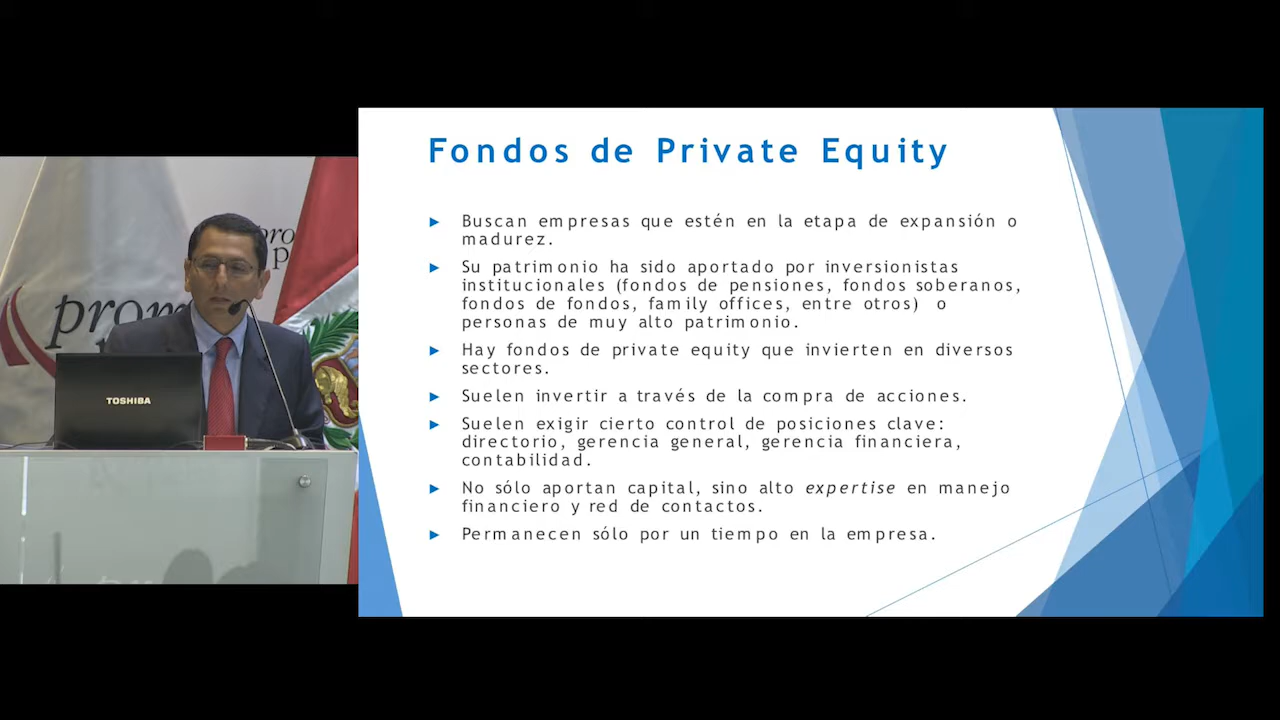 Fondos de Private Equity
Buscan empresas que estén en la etapa de expansión o
madurez.
Su patrimonio ha sido aportado por inversionistas
institucionales (fondos de pensiones, fondos soberanos,
fondos de fondos, family offices, entre otros) o
personas de muy alto patrimonio.
Hay fondos de private equity que invierten en diversos
sectores.
Suelen invertir a través de la compra de acciones.
Suelen exigir cierto control de posiciones clave:
directorio, gerencia general, gerencia financiera,
contabilidad.
No sólo aportan capital, sino alto expertise en manejo
financiero y red de contactos.
Permanecen sólo por un tiempo en la empresa.
TOSHIBA